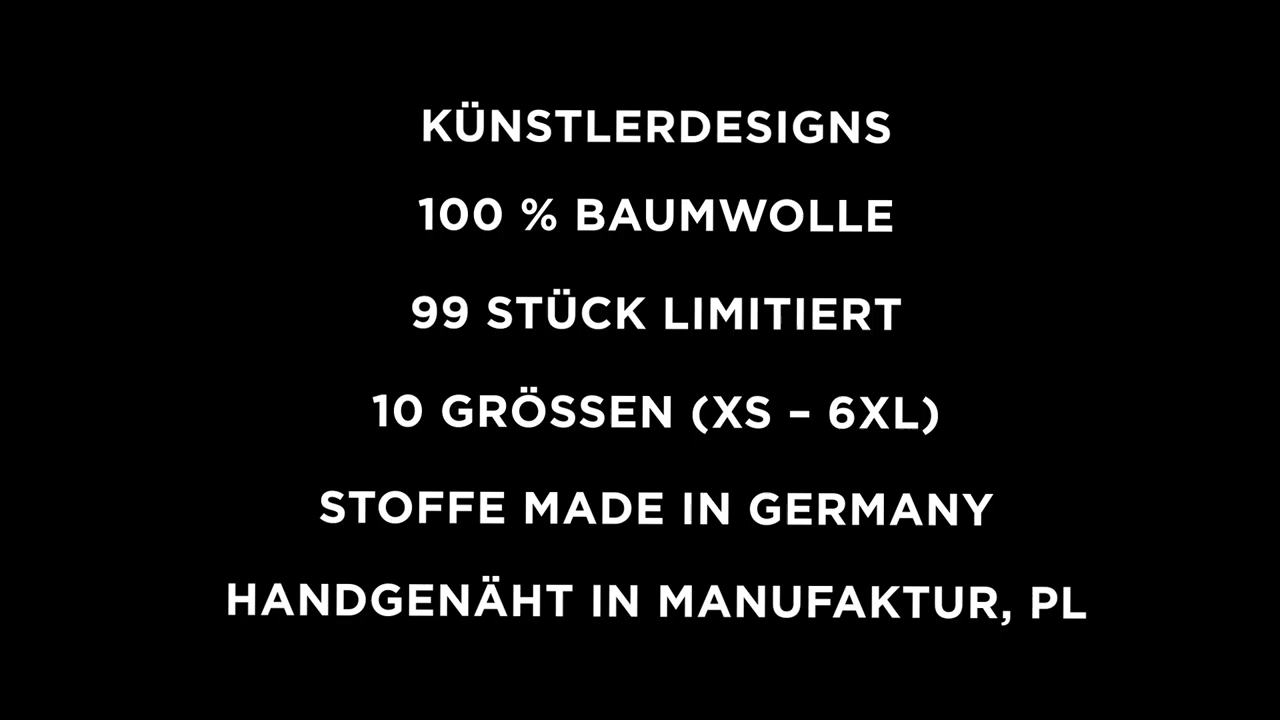 KÜNSTLERDESIGNS
100 % BAUMWOLLE
99 STÜCK LIMITIERT
10 GRÖSSEN (XS – 6XL)
STOFFE MADE IN GERMANY
HANDGENÄHT IN MANUFAKTUR, PL